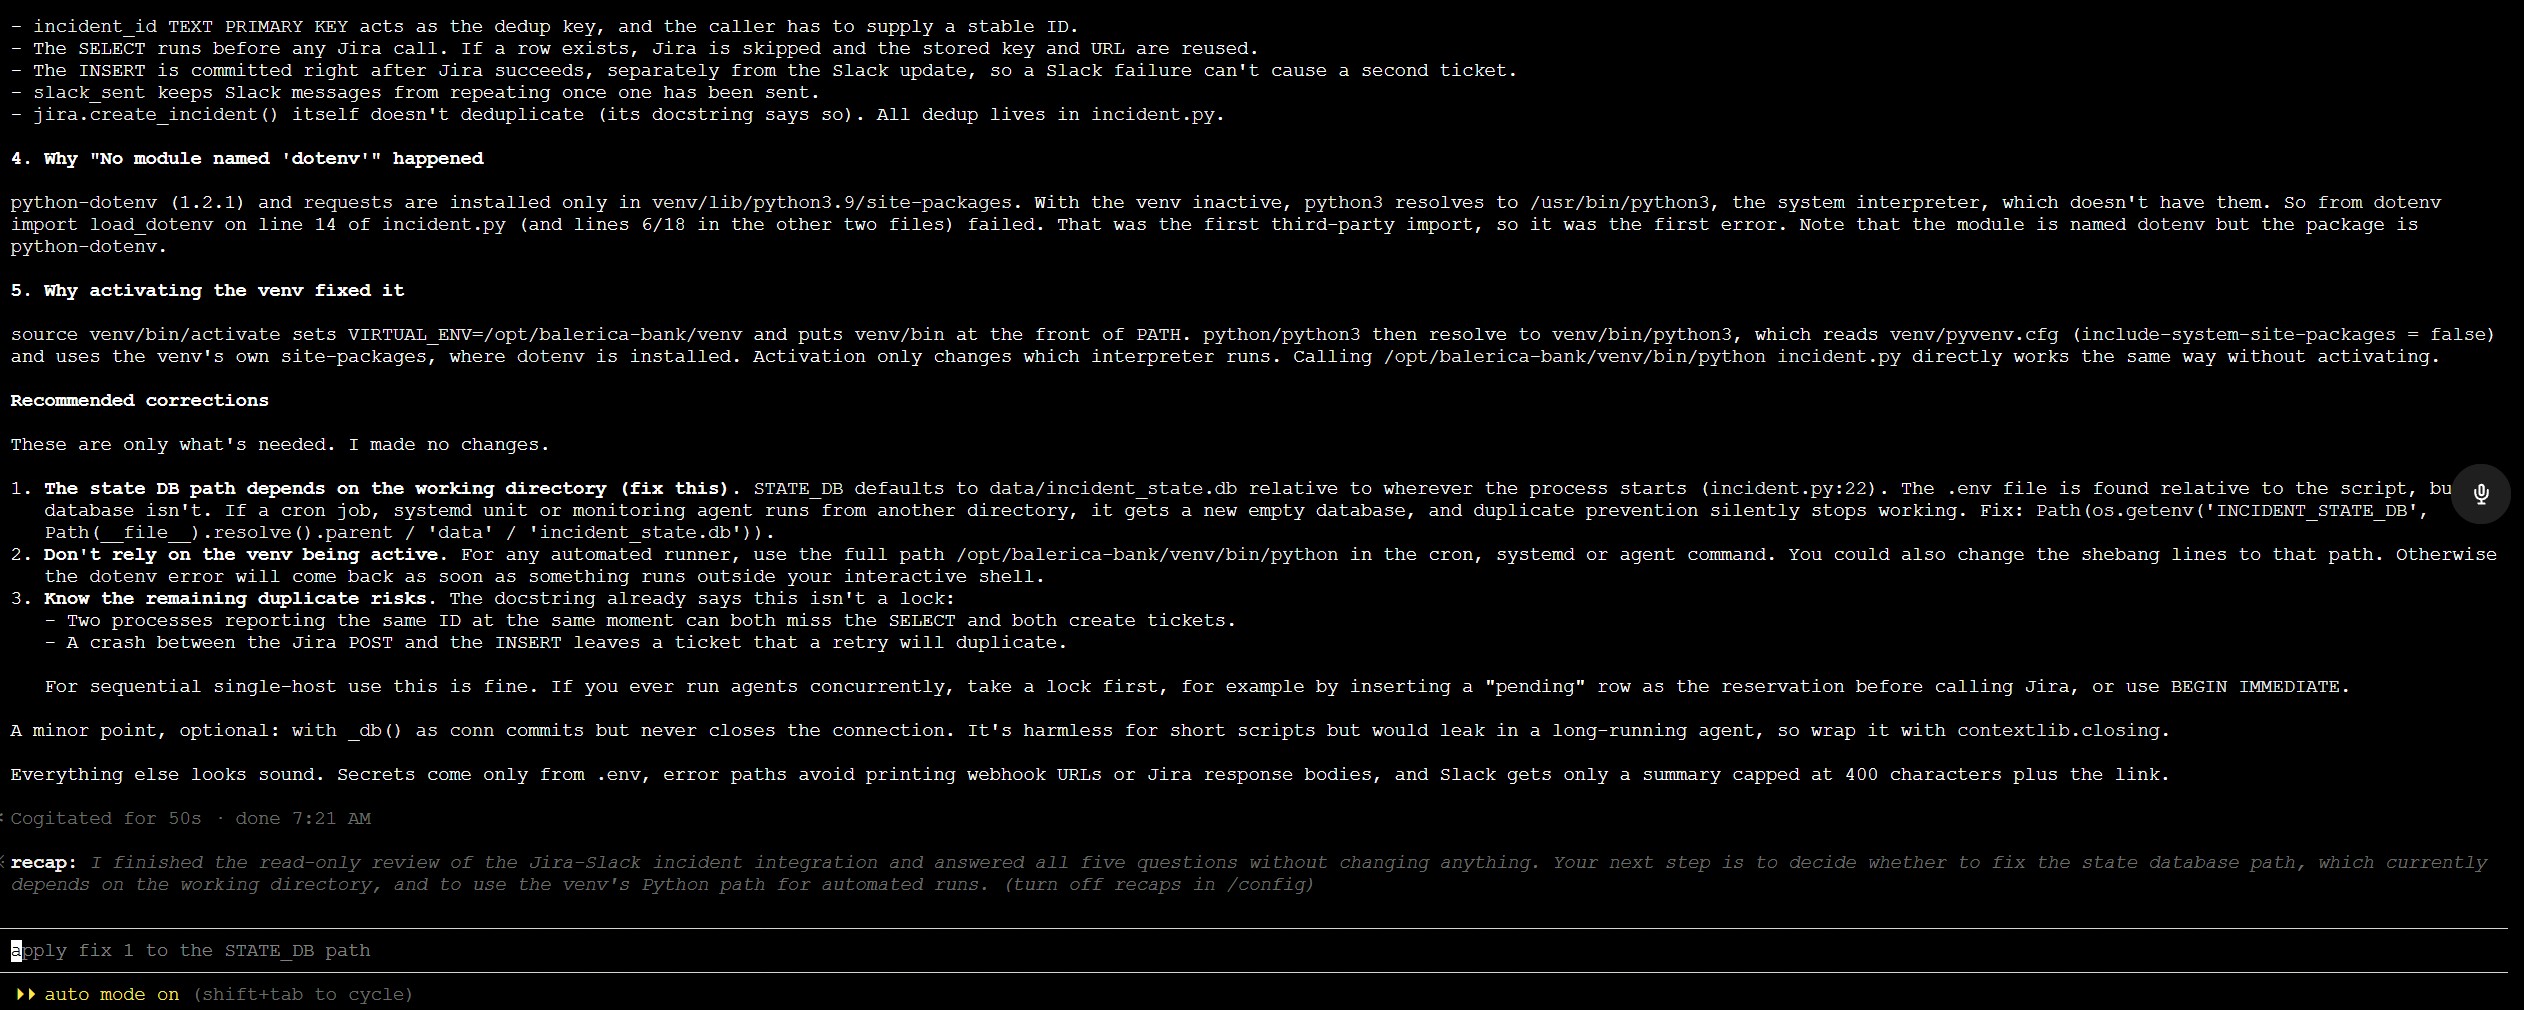 - incident_id TEXT PRIMARY KEY acts as the dedup key, and the caller has to supply a stable ID.
- The SELECT runs before any Jira call. If a row exists, Jira is skipped and the stored key and URL are reused.
- The INSERT is committed right after Jira succeeds, separately from the Slack update, so a Slack failure can't cause a second ticket.
- slack_sent keeps Slack messages from repeating once one has been sent.
- jira.create_incident() itself doesn't deduplicate (its docstring says so). All dedup lives in incident.py.
4. Why "No module named 'dotenv'" happened
python-dotenv (1.2.1) and requests are installed only in venv/lib/python3.9/site-packages. With the venv inactive, python3 resolves to /usr/bin/python3, the system interpreter, which doesn't have them. So from dotenv
import load_dotenv on line 14 of incident.py (and lines 6/18 in the other two files) failed. That was the first third-party import, so it was the first error. Note that the module is named dotenv but the package is
python-dotenv.
5. Why activating the venv fixed it
source venv/bin/activate sets VIRTUAL_ENV=/opt/balerica-bank/venv and puts venv/bin at the front of PATH. python/python3 then resolve to venv/bin/python3, which reads venv/pyvenv.cfg (include-system-site-packages = false)
and uses the venv's own site-packages, where dotenv is installed. Activation only changes which interpreter runs. Calling /opt/balerica-bank/venv/bin/python incident.py directly works the same way without activating.
Recommended corrections
These are only what's needed. I made no changes.
1. The state DB path depends on the working directory (fix this). STATE_DB defaults to data/incident_state.db relative to wherever the process starts (incident.py:22). The .env file is found relative to the script, bu
database isn't. If a cron job, systemd unit or monitoring agent runs from another directory, it gets a new empty database, and duplicate prevention silently stops working. Fix: Path(os.getenv('INCIDENT_STATE_DB',
Path(__file__).resolve().parent / 'data' / 'incident_state.db')).
2. Don't rely on the venv being active. For any automated runner, use the full path /opt/balerica-bank/venv/bin/python in the cron, systemd or agent command. You could also change the shebang lines to that path. Otherwise
the dotenv error will come back as soon as something runs outside your interactive shell.
3. Know the remaining duplicate risks. The docstring already says this isn't a lock:
- Two processes reporting the same ID at the same moment can both miss the SELECT and both create tickets.
- A crash between the Jira POST and the INSERT leaves a ticket that a retry will duplicate.
For sequential single-host use this is fine. If you ever run agents concurrently, take a lock first, for example by inserting a "pending" row as the reservation before calling Jira, or use BEGIN IMMEDIATE.
A minor point, optional: with _db() as conn commits but never closes the connection. It's harmless for short scripts but would leak in a long-running agent, so wrap it with contextlib.closing.
Everything else looks sound. Secrets come only from .env, error paths avoid printing webhook URLs or Jira response bodies, and Slack gets only a summary capped at 400 characters plus the link.
Cogitated for 50s · done 7:21 AM
recap: I finished the read-only review of the Jira-Slack incident integration and answered all five questions without changing anything. Your next step is to decide whether to fix the state database path, which currently
depends on the working directory, and to use the venv's Python path for automated runs. (turn off recaps in /config)
apply fix 1 to the STATE_DB path
auto mode on (shift+tab to cycle)